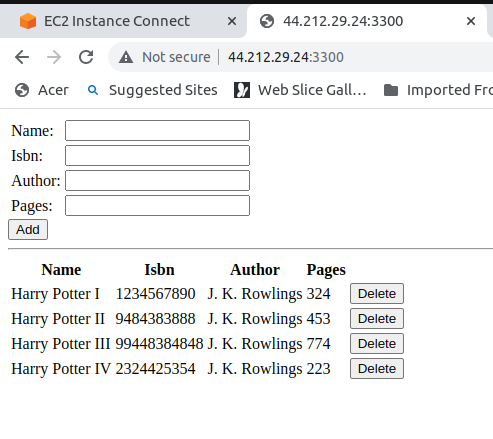 EC2 Instance Connect
44.212.29.24:3300
Not secure 44.212.29.24:3300
Acer Suggested Sites Web Slice Gall… Imported Fro
Name:
Isbn:
Author:
Pages:
Add
Name Isbn Author Pages
Harry Potter I 1234567890 J. K. Rowlings 324 Delete
Harry Potter II 9484383888 J. K. Rowlings 453 Delete
Harry Potter III 99448384848 J. K. Rowlings 774 Delete
Harry Potter IV 2324425354 J. K. Rowlings 223 Delete